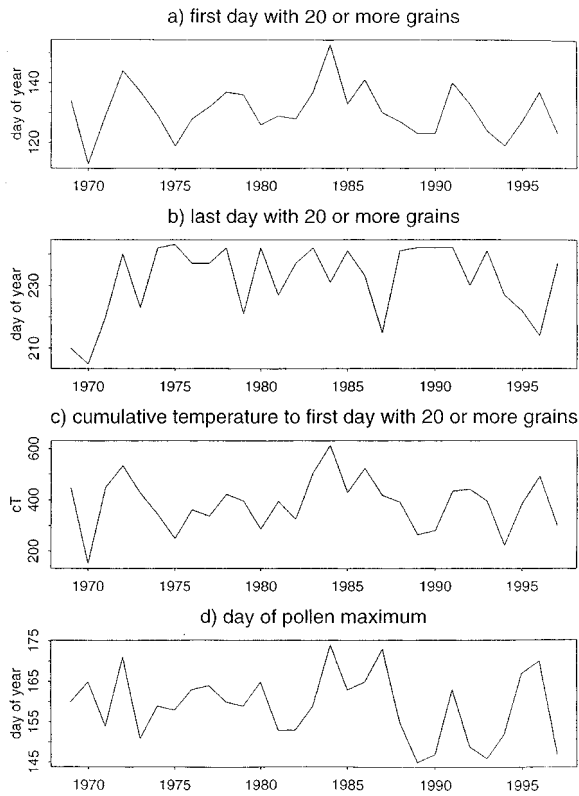 a) first day with 20 or more grains
day of year
140
120
1970 1975 1980 1985 1990 1995
b) last day with 20 or more grains
day of year
230
210
1970 1975 1980 1985 1990 1995
c) cumulative temperature to first day with 20 or more grains
cT
600
400
200
1970 1975 1980 1985 1990 1995
d) day of pollen maximum
day of year
175
165
155
145
1970 1975 1980 1985 1990 1995